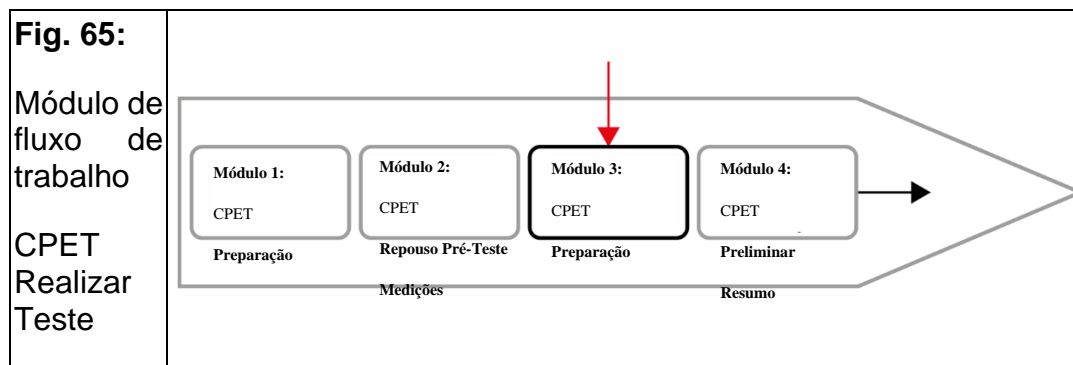 Fig. 65:
Módulo de
fluxo de
trabalho
CPET
Realizar
Teste
Módulo 1:
CPET
Preparação
Módulo 2:
CPET
Repouso Pré-Teste
Medições
Módulo 3:
CPET
Preparação
Módulo 4:
CPET
Preliminar
Resumo